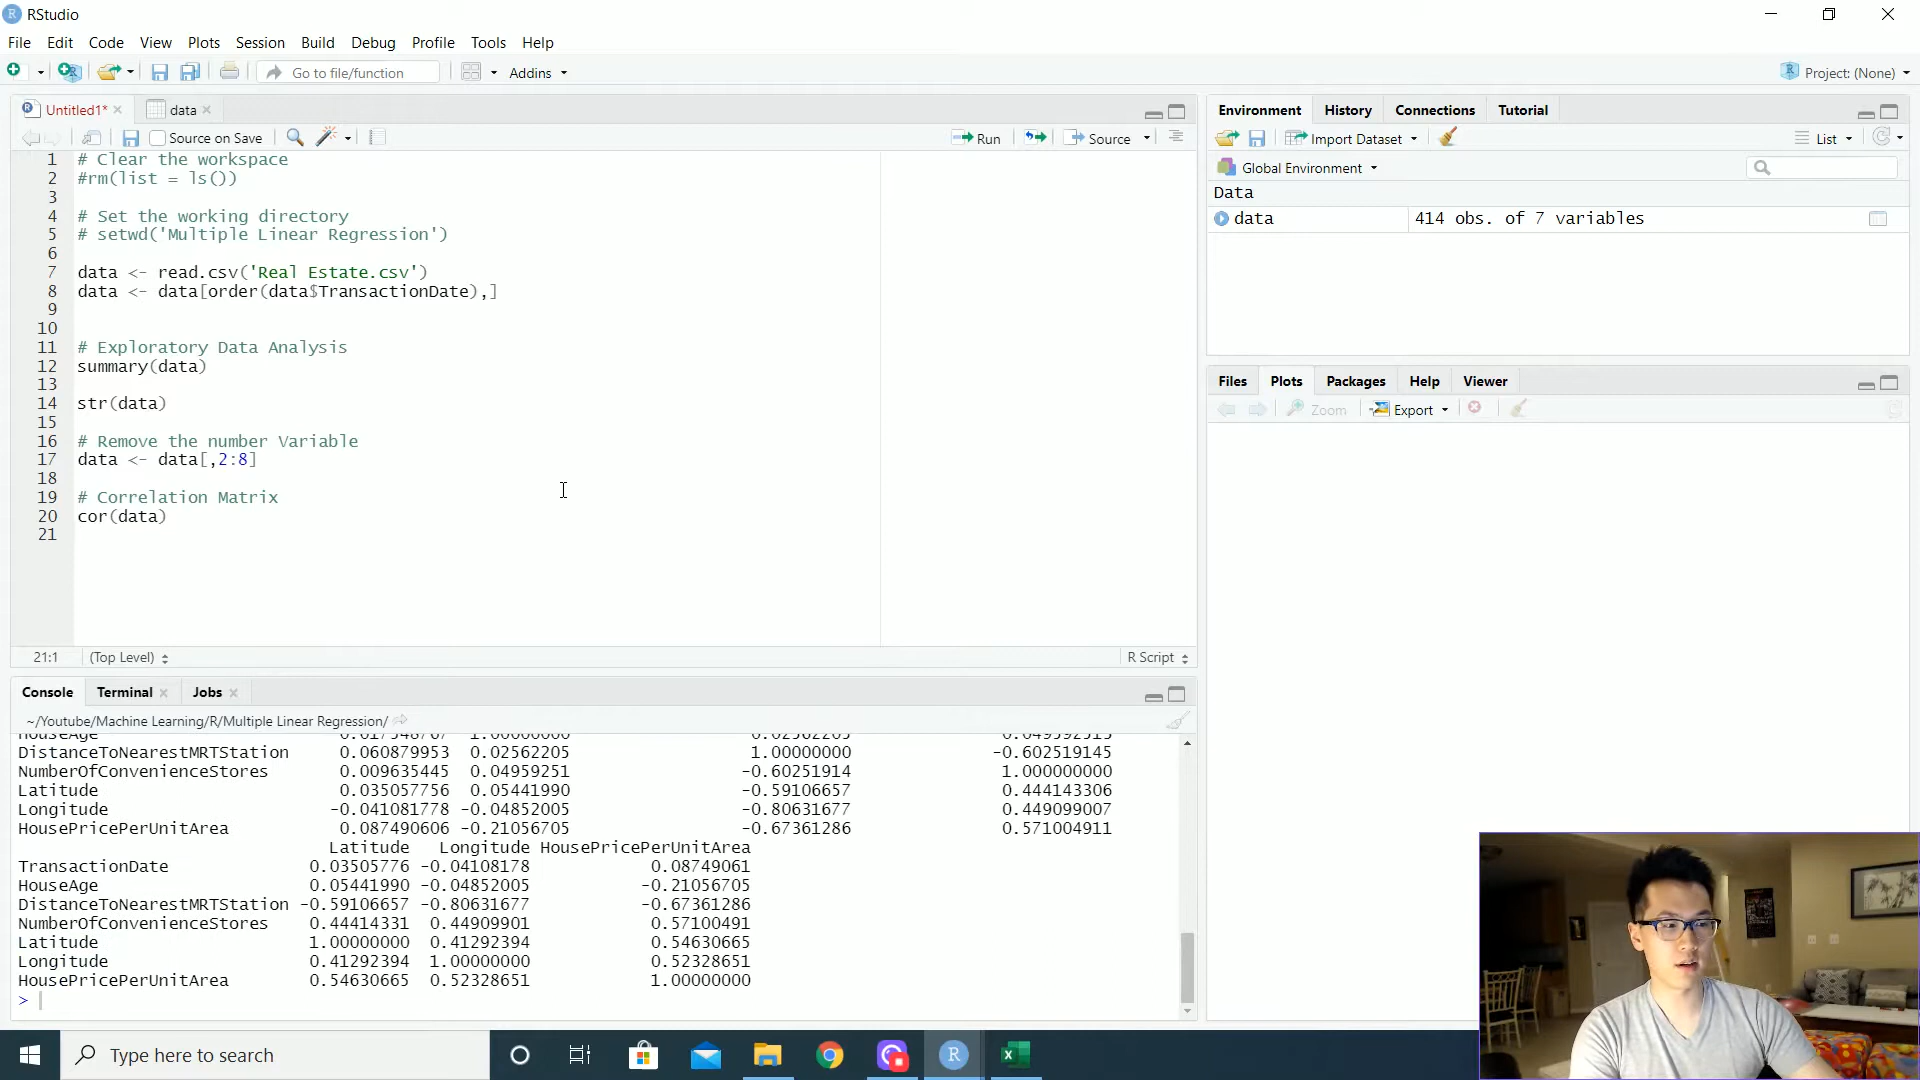 RStudio
File Edit Code View Plots Session Build Debug Profile Tools Help
Go to file/function Addins Project: (None)
Untitled1* data
Source on Save Run Source
1 # Clear the workspace
2 #rm(list = ls())
3
4 # Set the working directory
5 # setwd('Multiple Linear Regression')
6
7 data <- read.csv('Real Estate.csv')
8 data <- data[order(data$TransactionDate),]
9
10
11 # Exploratory Data Analysis
12 summary(data)
13
14 str(data)
15
16 # Remove the number Variable
17 data <- data[,2:8]
18
19 # Correlation Matrix
20 cor(data)
21
21:1 (Top Level) R Script
Console Terminal Jobs
~/Youtube/Machine Learning/R/Multiple Linear Regression/
HouseAge 0.017548767 1.00000000 0.02562205 0.049592513
DistanceToNearestMRTStation 0.060879953 0.02562205 1.00000000 -0.602519145
NumberOfConvenienceStores 0.009635445 0.04959251 -0.60251914 1.000000000
Latitude 0.035057756 0.05441990 -0.59106657 0.444143306
Longitude -0.041081778 -0.04852005 -0.80631677 0.449099007
HousePricePerUnitArea 0.087490606 -0.21056705 -0.67361286 0.571004911
Latitude Longitude HousePricePerUnitArea
TransactionDate 0.03505776 -0.04108178 0.08749061
HouseAge 0.05441990 -0.04852005 -0.21056705
DistanceToNearestMRTStation -0.59106657 -0.80631677 -0.67361286
NumberOfConvenienceStores 0.44414331 0.44909901 0.57100491
Latitude 1.00000000 0.41292394 0.54630665
Longitude 0.41292394 1.00000000 0.52328651
HousePricePerUnitArea 0.54630665 0.52328651 1.00000000
>
Environment History Connections Tutorial
Import Dataset List
Global Environment
Data
data 414 obs. of 7 variables
Files Plots Packages Help Viewer
Zoom Export
Type here to search